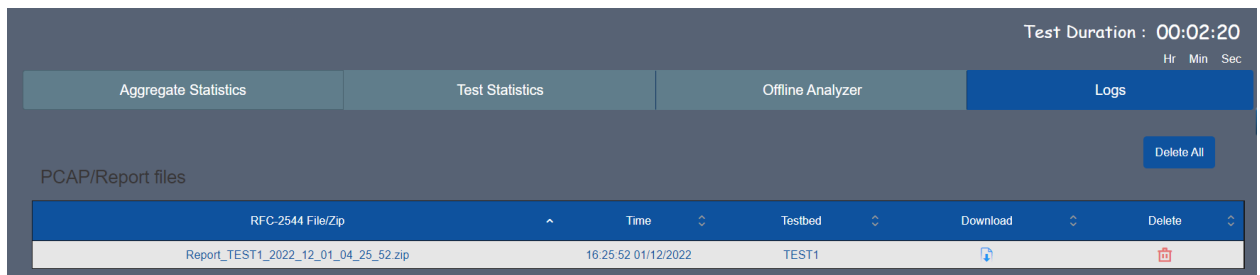 Test Duration : 00:02:20
Hr Min Sec
Aggregate Statistics Test Statistics Offline Analyzer Logs
Delete All
PCAP/Report files
RFC-2544 File/Zip Time Testbed Download Delete
Report_TEST1_2022_12_01_04_25_52.zip 16:25:52 01/12/2022 TEST1